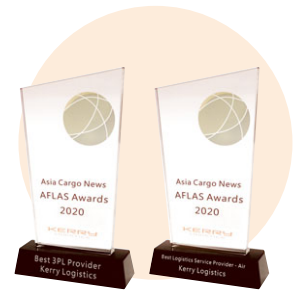 Asia Cargo News
AFLAS Awards
2020
Best 3PL Provider
Kerry Logistics
Asia Cargo News
AFLAS Awards
2020
Best Logistics Service Provider - Air
Kerry Logistics